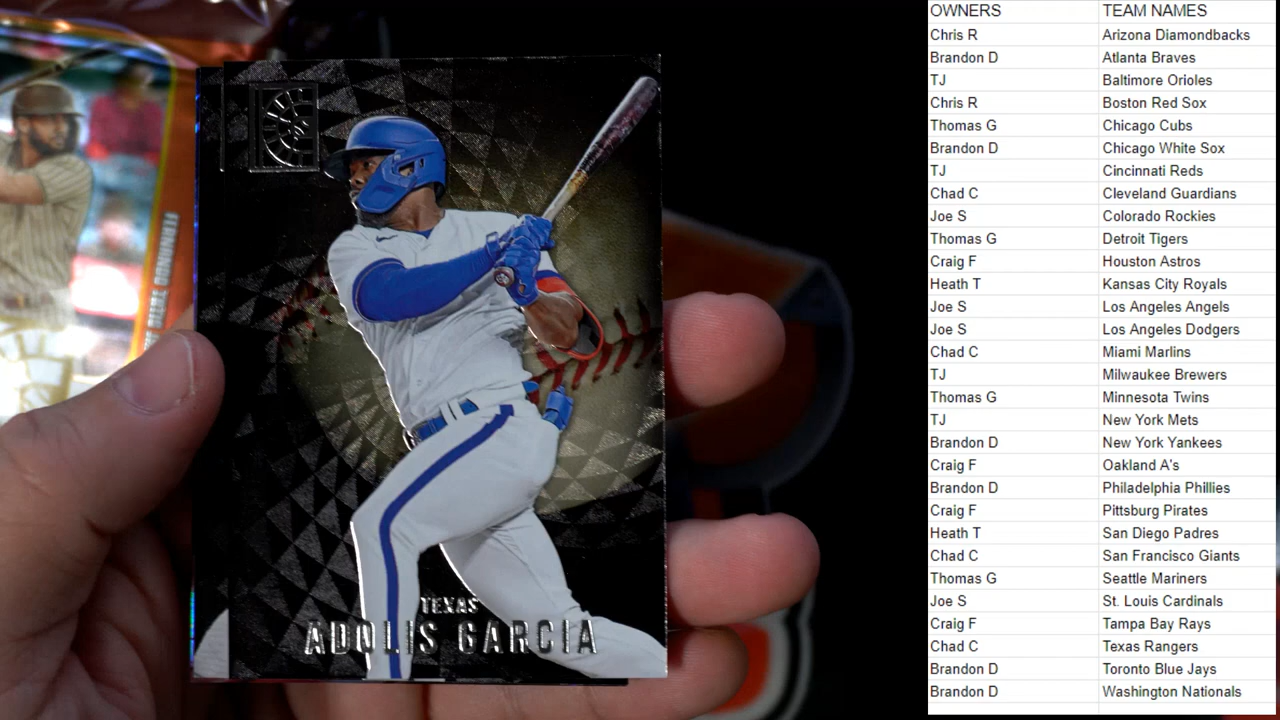 FERNANDO TATIS JR.
TEXAS
ADOLIS GARCIA
OWNERS TEAM NAMES
Chris R Arizona Diamondbacks
Brandon D Atlanta Braves
TJ Baltimore Orioles
Chris R Boston Red Sox
Thomas G Chicago Cubs
Brandon D Chicago White Sox
TJ Cincinnati Reds
Chad C Cleveland Guardians
Joe S Colorado Rockies
Thomas G Detroit Tigers
Craig F Houston Astros
Heath T Kansas City Royals
Joe S Los Angeles Angels
Joe S Los Angeles Dodgers
Chad C Miami Marlins
TJ Milwaukee Brewers
Thomas G Minnesota Twins
TJ New York Mets
Brandon D New York Yankees
Craig F Oakland A's
Brandon D Philadelphia Phillies
Craig F Pittsburg Pirates
Heath T San Diego Padres
Chad C San Francisco Giants
Thomas G Seattle Mariners
Joe S St. Louis Cardinals
Craig F Tampa Bay Rays
Chad C Texas Rangers
Brandon D Toronto Blue Jays
Brandon D Washington Nationals